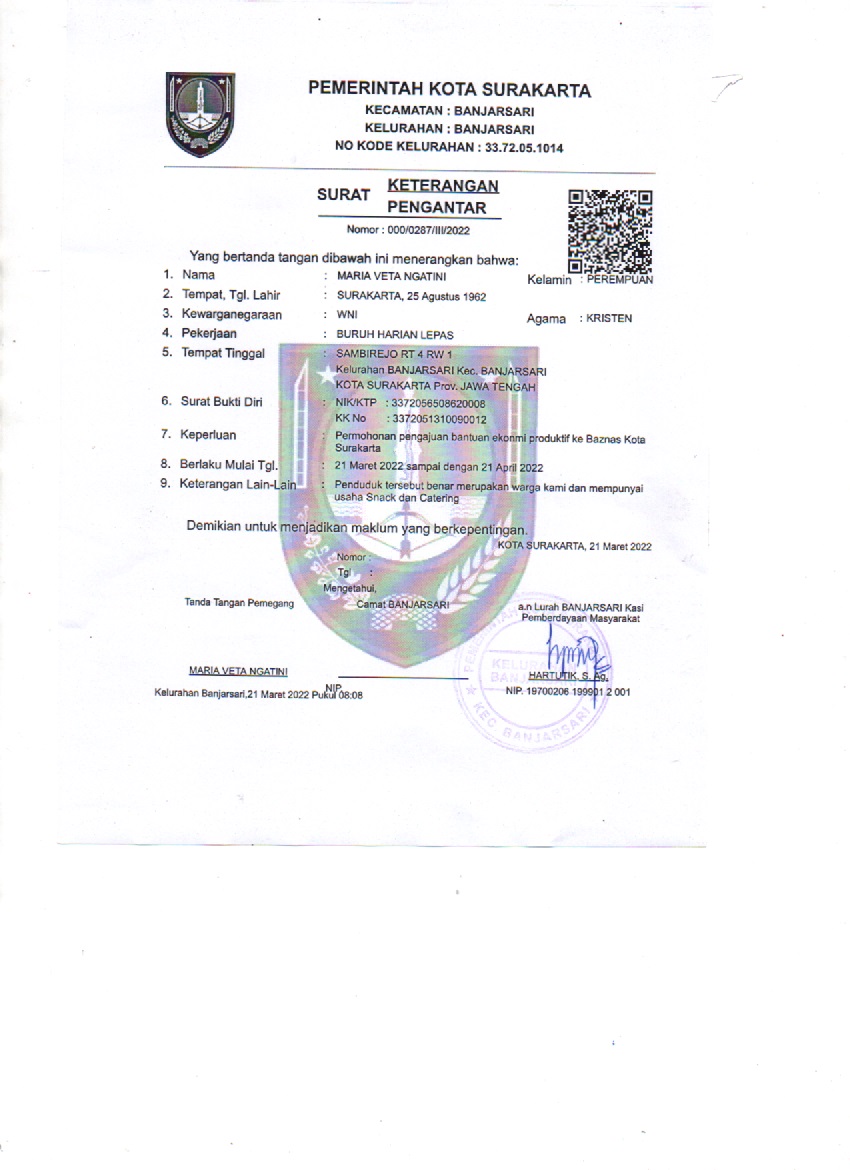 PEMERINTAH KOTA SURAKARTA
KECAMATAN : BANJARSARI
KELURAHAN : BANJARSARI
NO KODE KELURAHAN : 33.72.05.1014
SURAT KETERANGAN
PENGANTAR
Nomor : 000/0287/III/2022
Yang bertanda tangan dibawah ini menerangkan bahwa:
1. Nama : MARIA VETA NGATINI Kelamin : PEREMPUAN
2. Tempat, Tgl. Lahir : SURAKARTA, 25 Agustus 1962
3. Kewarganegaraan : WNI Agama : KRISTEN
4. Pekerjaan : BURUH HARIAN LEPAS
5. Tempat Tinggal : SAMBIREJO RT 4 RW 1
Kelurahan BANJARSARI Kec. BANJARSARI
KOTA SURAKARTA Prov. JAWA TENGAH
6. Surat Bukti Diri : NIK/KTP : 3372056508620008
KK No : 3372051310090012
7. Keperluan : Permohonan pengajuan bantuan ekonmi produktif ke Baznas Kota
Surakarta
8. Berlaku Mulai Tgl. : 21 Maret 2022 sampai dengan 21 April 2022
9. Keterangan Lain-Lain : Penduduk tersebut benar merupakan warga kami dan mempunyai
usaha Snack dan Catering
Demikian untuk menjadikan maklum yang berkepentingan.
KOTA SURAKARTA, 21 Maret 2022
Nomor :
Tgl :
Mengetahui,
Tanda Tangan Pemegang Camat BANJARSARI a.n Lurah BANJARSARI Kasi
Pemberdayaan Masyarakat
MARIA VETA NGATINI HARTUTIK, S. Ag.
NIP. NIP. 19700206 199901 2 001
Kelurahan Banjarsari,21 Maret 2022 Pukul 08:08
KEC. BANJARSARI